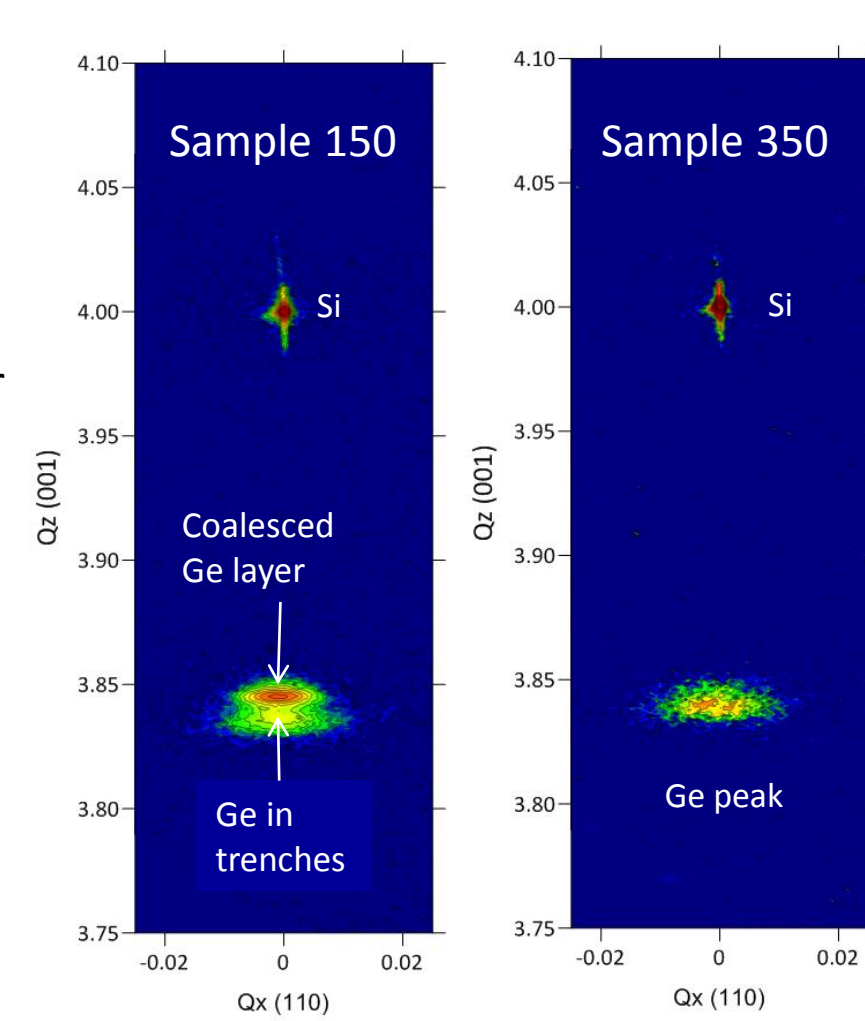 Sample 150
4.10
4.05
4.00
3.95
3.90
3.85
3.80
3.75
Qz (001)
Si
Coalesced
Ge layer
Ge in
trenches
-0.02
0
0.02
Qx (110)
Sample 350
4.10
4.05
4.00
3.95
3.90
3.85
3.80
3.75
Qz (001)
Si
Ge peak
-0.02
0
0.02
Qx (110)